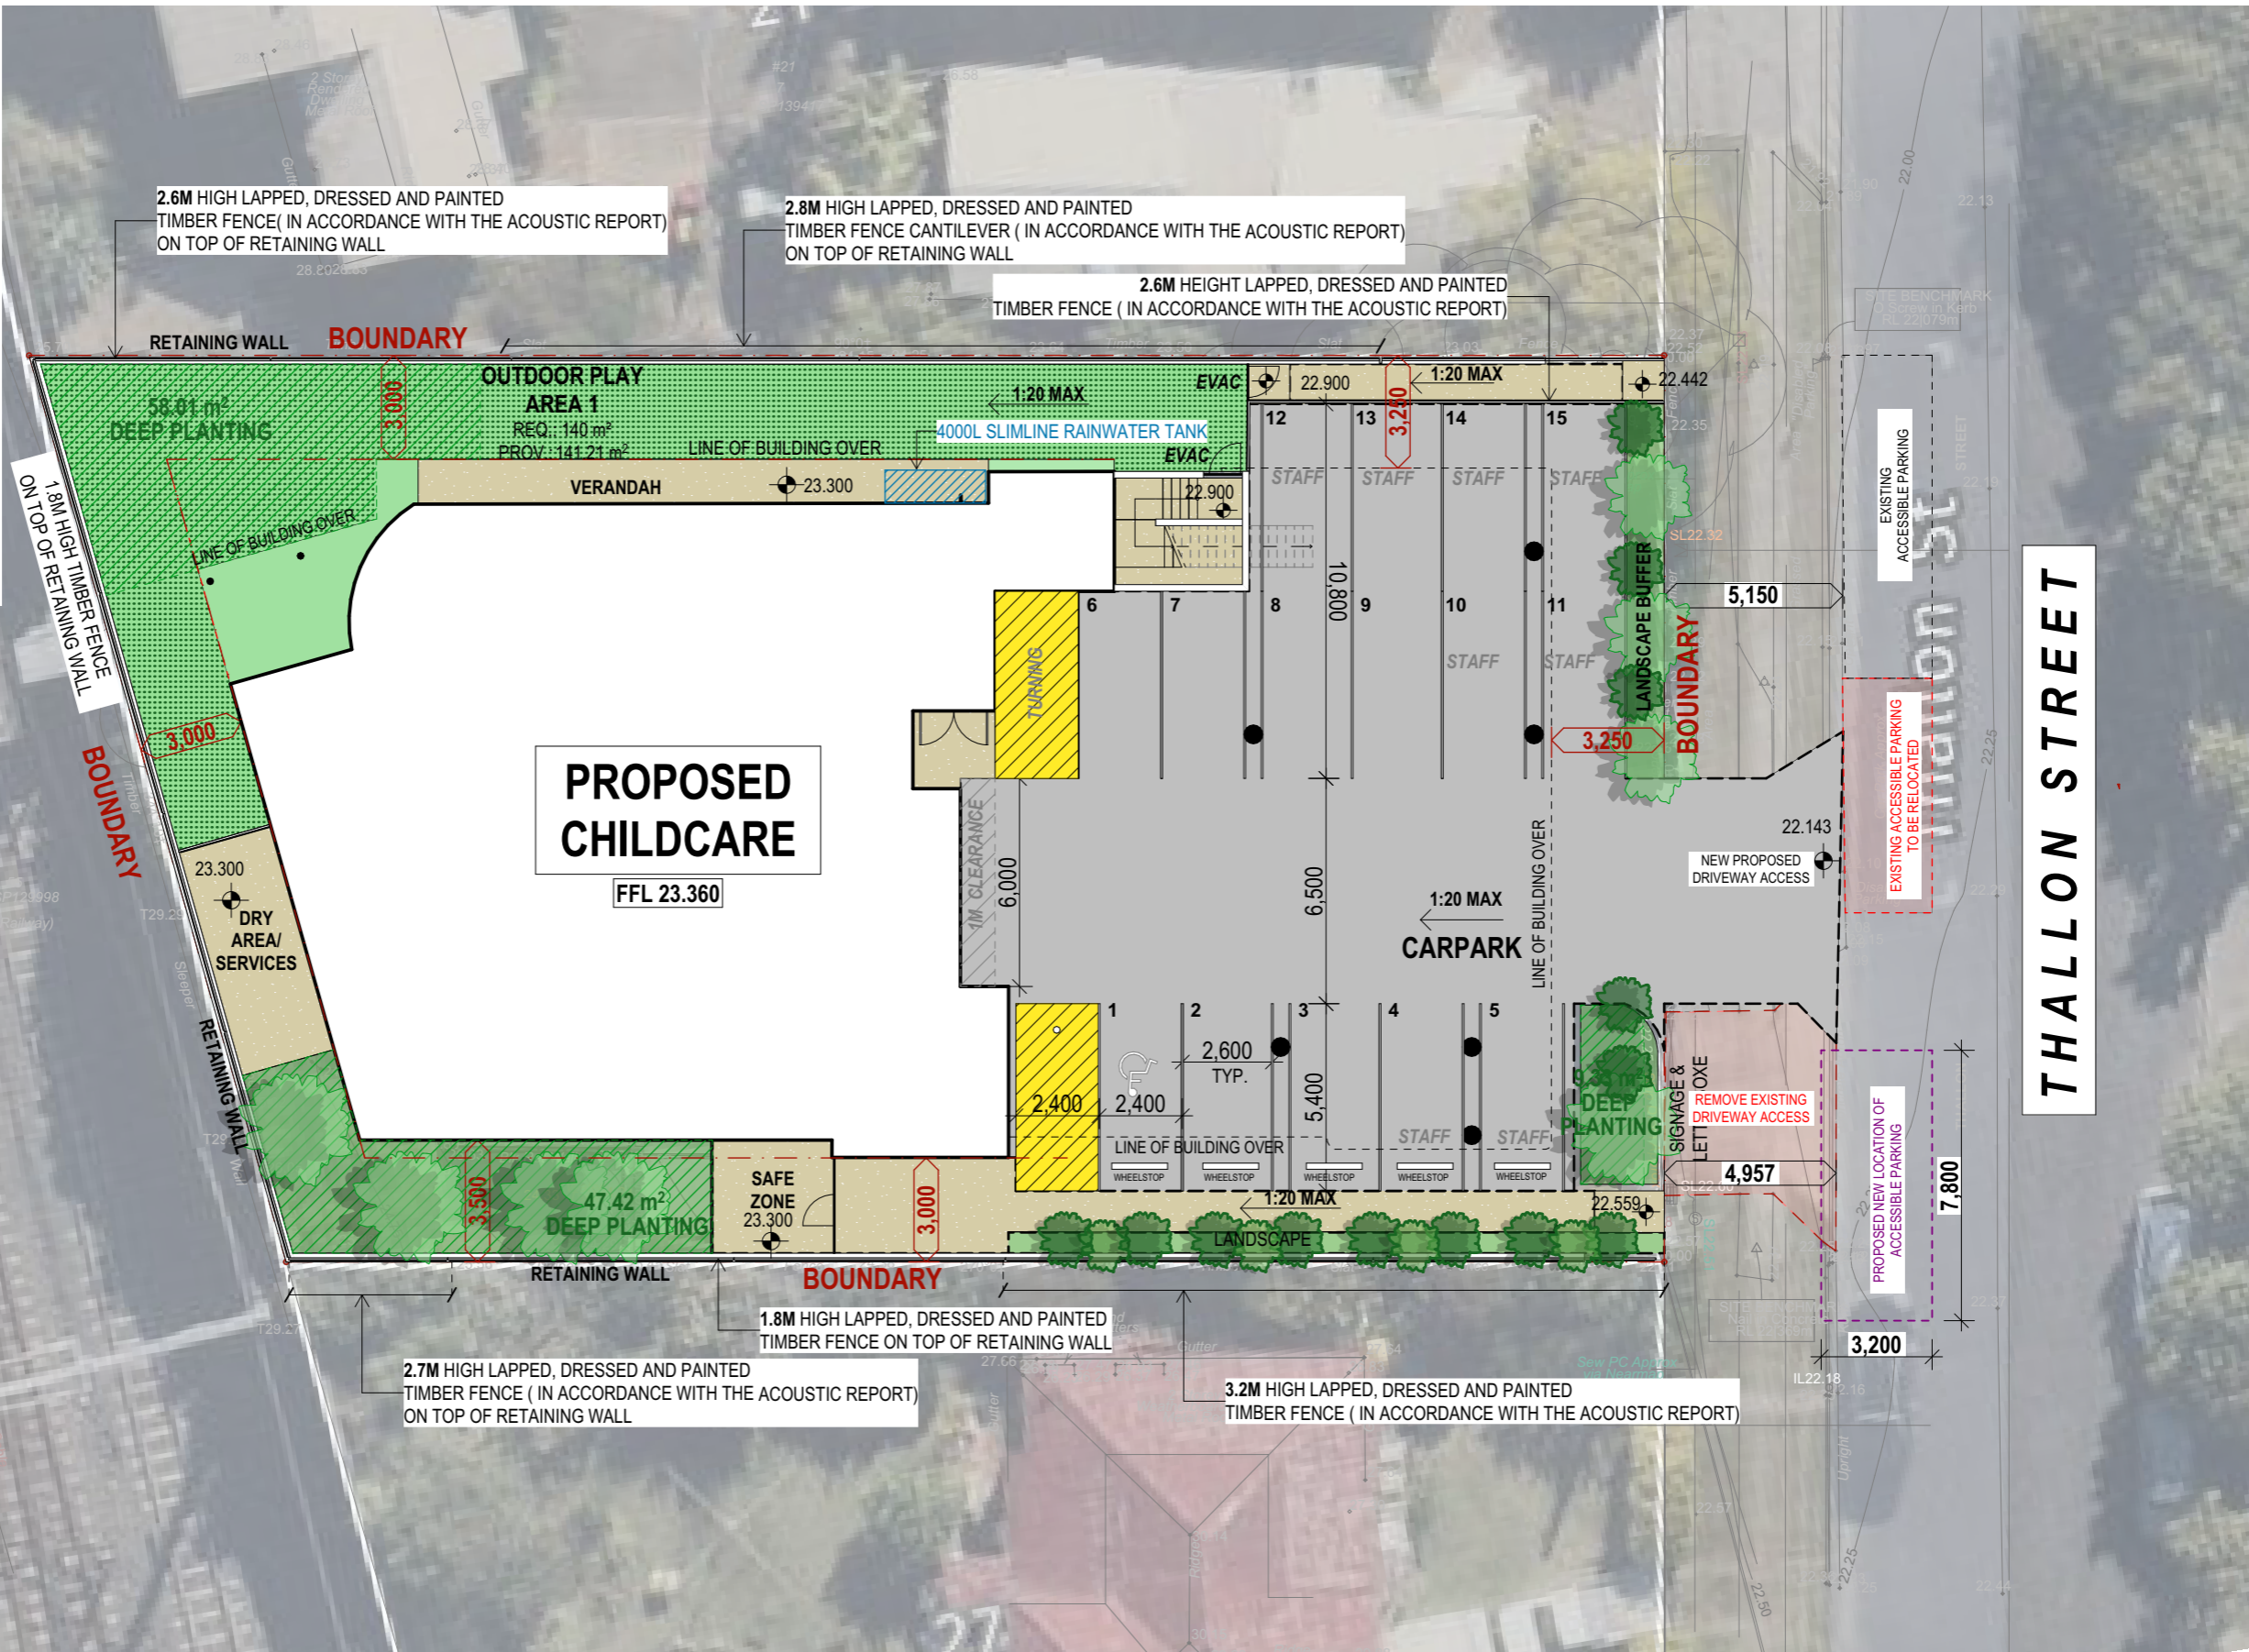 2.6M HIGH LAPPED, DRESSED AND PAINTED
TIMBER FENCE( IN ACCORDANCE WITH THE ACOUSTIC REPORT)
ON TOP OF RETAINING WALL
2.8M HIGH LAPPED, DRESSED AND PAINTED
TIMBER FENCE CANTILEVER ( IN ACCORDANCE WITH THE ACOUSTIC REPORT)
ON TOP OF RETAINING WALL
2.6M HEIGHT LAPPED, DRESSED AND PAINTED
TIMBER FENCE ( IN ACCORDANCE WITH THE ACOUSTIC REPORT)
SITE BENCHMARK
RETAINING WALL
BOUNDARY
OUTDOOR PLAY
AREA 1
REQ.: 140 m²
PROV.: 141.21 m²
58.01 m²
DEEP PLANTING
3,000
1:20 MAX
EVAC
22.900
3,250
1:20 MAX
22.442
4000L SLIMLINE RAINWATER TANK
LINE OF BUILDING OVER
EVAC
VERANDAH
23.300
22.900
LINE OF BUILDING OVER
1.8M HIGH TIMBER FENCE
ON TOP OF RETAINING WALL
12
13
14
15
STAFF
STAFF
STAFF
STAFF
10,800
6
7
8
9
10
11
STAFF
STAFF
TURNING
LANDSCAPE BUFFER
BOUNDARY
5,150
EXISTING
ACCESSIBLE PARKING
STREET
Thallon St
THALLON STREET
3,250
3,000
BOUNDARY
PROPOSED
CHILDCARE
FFL 23.360
1M CLEARANCE
6,000
6,500
1:20 MAX
CARPARK
LINE OF BUILDING OVER
22.143
NEW PROPOSED
DRIVEWAY ACCESS
EXISTING ACCESSIBLE PARKING
TO BE RELOCATED
23.300
DRY
AREA/
SERVICES
RETAINING WALL
1
2
3
4
5
2,600
TYP.
2,400
2,400
5,400
STAFF
STAFF
LINE OF BUILDING OVER
WHEELSTOP
WHEELSTOP
WHEELSTOP
WHEELSTOP
WHEELSTOP
DEEP
PLANTING
SIGNAGE &
REMOVE EXISTING
DRIVEWAY ACCESS
4,957
PROPOSED NEW LOCATION OF
ACCESSIBLE PARKING
7,800
3,200
3,500
47.42 m²
DEEP PLANTING
SAFE
ZONE
23.300
3,000
1:20 MAX
22.559
LANDSCAPE
RETAINING WALL
BOUNDARY
1.8M HIGH LAPPED, DRESSED AND PAINTED
TIMBER FENCE ON TOP OF RETAINING WALL
2.7M HIGH LAPPED, DRESSED AND PAINTED
TIMBER FENCE ( IN ACCORDANCE WITH THE ACOUSTIC REPORT)
ON TOP OF RETAINING WALL
3.2M HIGH LAPPED, DRESSED AND PAINTED
TIMBER FENCE ( IN ACCORDANCE WITH THE ACOUSTIC REPORT)
IL22.18